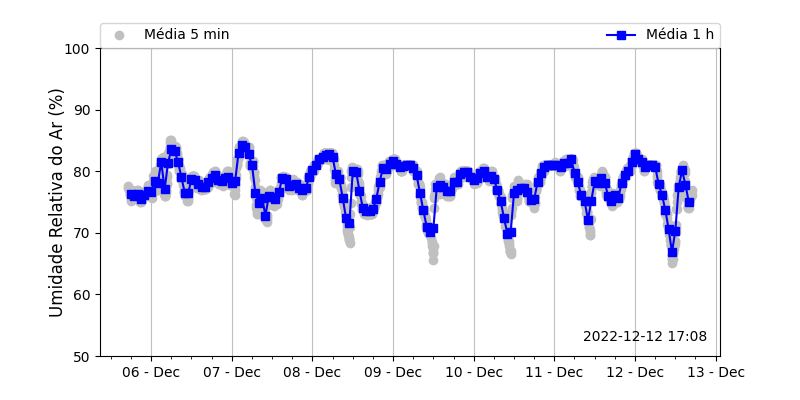 Média 5 min
Média 1 h
Umidade Relativa do Ar (%)
100
90
80
70
60
50
2022-12-12 17:08
06 - Dec
07 - Dec
08 - Dec
09 - Dec
10 - Dec
11 - Dec
12 - Dec
13 - Dec